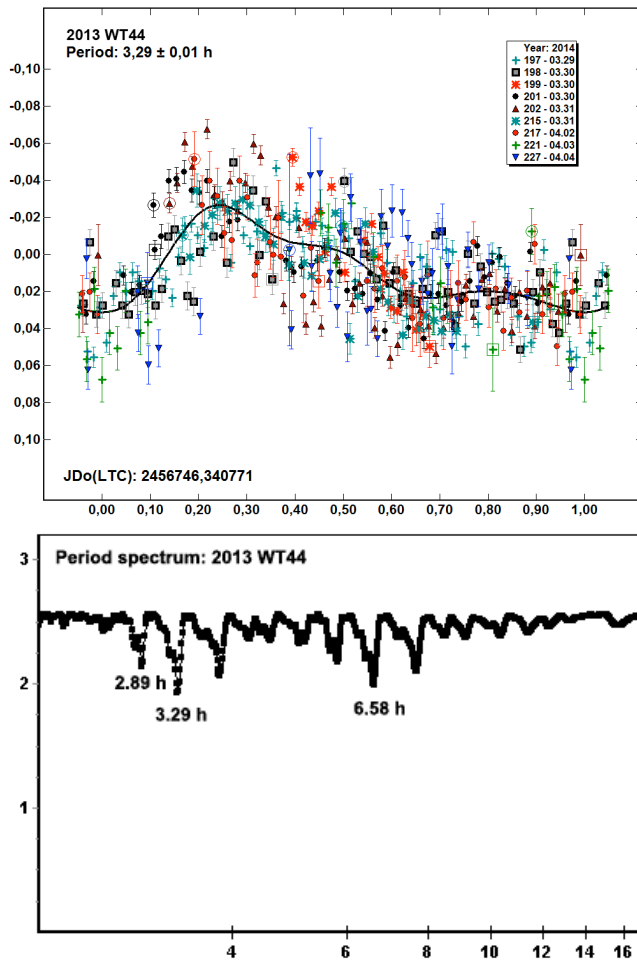 2013 WT44
Period: 3,29 ± 0,01 h
Year: 2014
197 - 03.29
198 - 03.30
199 - 03.30
201 - 03.30
202 - 03.31
215 - 03.31
217 - 04.02
221 - 04.03
227 - 04.04
-0,10
-0,08
-0,06
-0,04
-0,02
0,00
0,02
0,04
0,06
0,08
0,10
JDo(LTC): 2456746,340771
0,00 0,10 0,20 0,30 0,40 0,50 0,60 0,70 0,80 0,90 1,00
Period spectrum: 2013 WT44
3
2
1
2.89 h
3.29 h
6.58 h
4 6 8 10 12 14 16